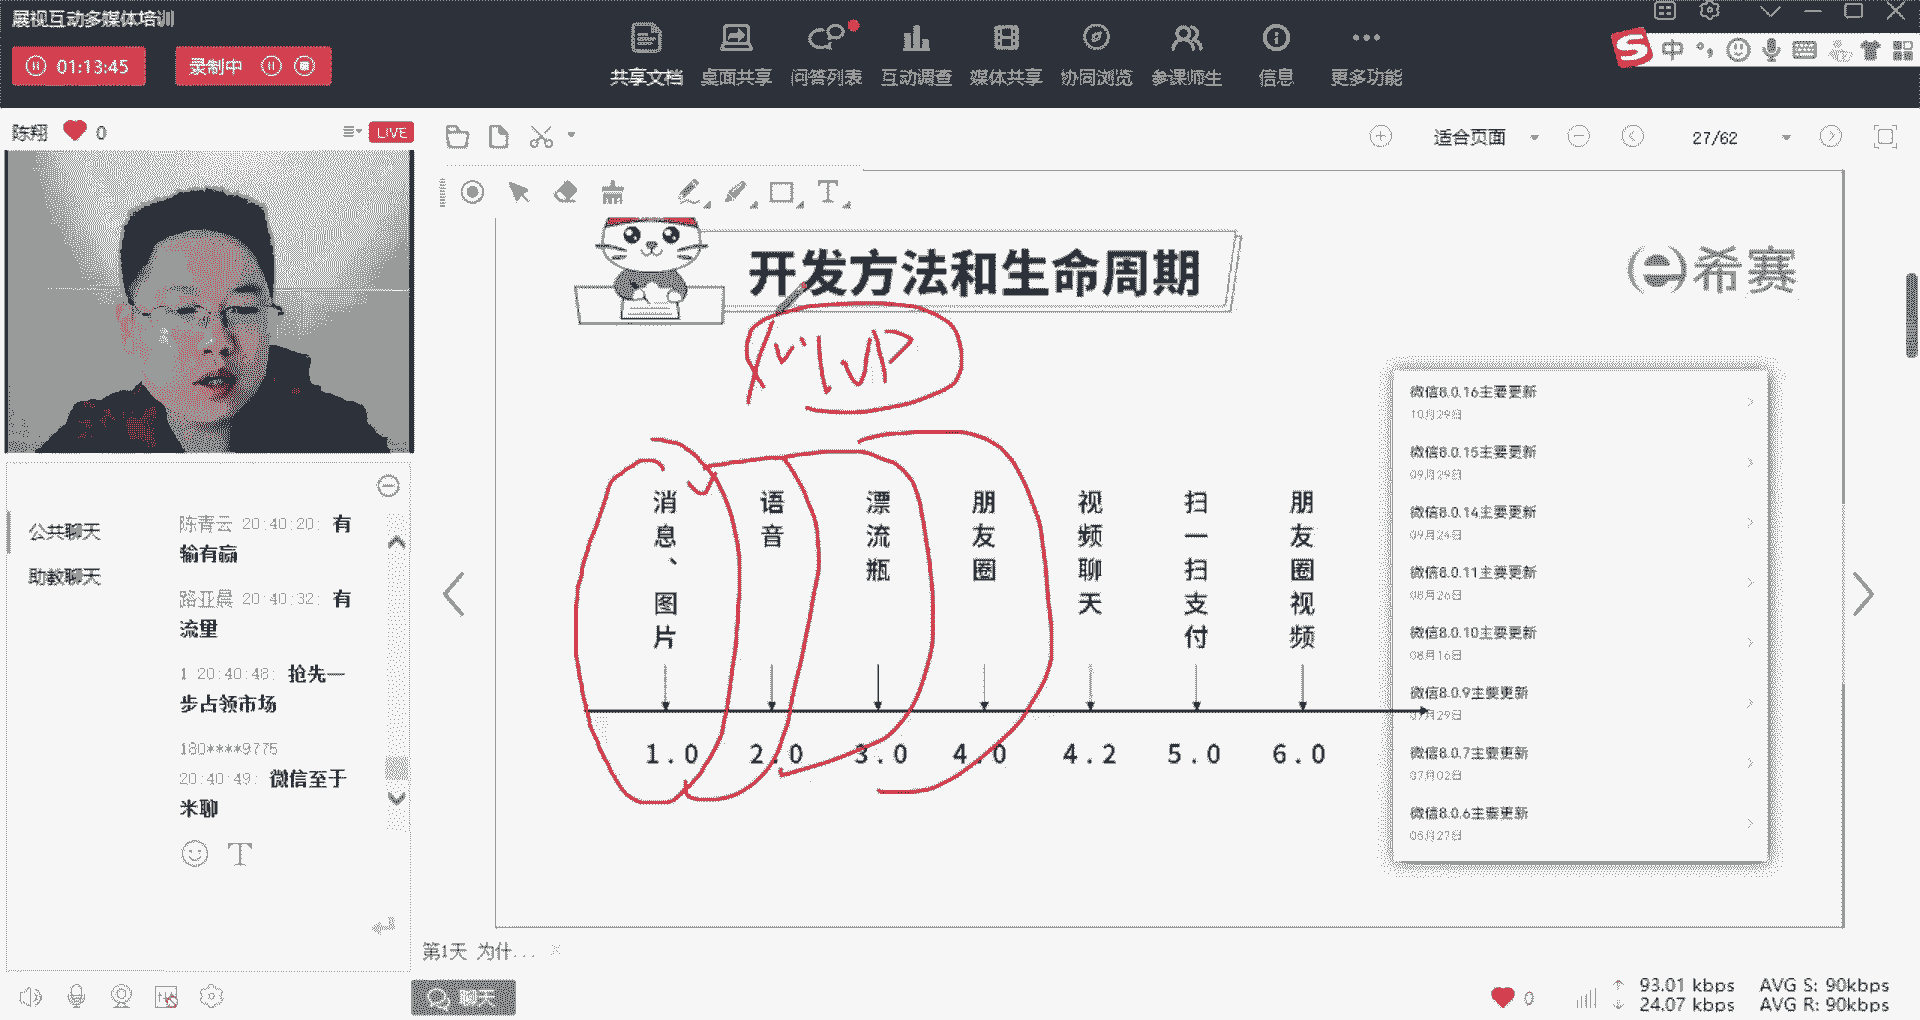 展视互动多媒体培训
01:13:45
录制中
共享文档 桌面共享 问答列表 互动调查 媒体共享 协同浏览 参课师生 信息 更多功能
S 中
陈翔 0 LIVE
适合页面 27/62
T
开发方法和生命周期
希赛
MVP
消息、图片
语音
漂流瓶
朋友圈
视频聊天
扫一扫支付
朋友圈视频
1.0 2.0 3.0 4.0 4.2 5.0 6.0
微信8.0.16主要更新
10月29日
微信8.0.15主要更新
09月29日
微信8.0.14主要更新
09月24日
微信8.0.11主要更新
08月26日
微信8.0.10主要更新
08月16日
微信8.0.9主要更新
07月29日
微信8.0.7主要更新
07月02日
微信8.0.6主要更新
公共聊天
助教聊天
陈青云 20:40:20: 有
输有赢
路亚晨 20:40:32: 有
流量
1 20:40:48: 抢先一
步占领市场
180****9775
20:40:49: 微信至于
米聊
T
第1天 为什...
聊天
0
93.01 kbps AVG S: 90kbps
24.07 kbps AVG R: 90kbps